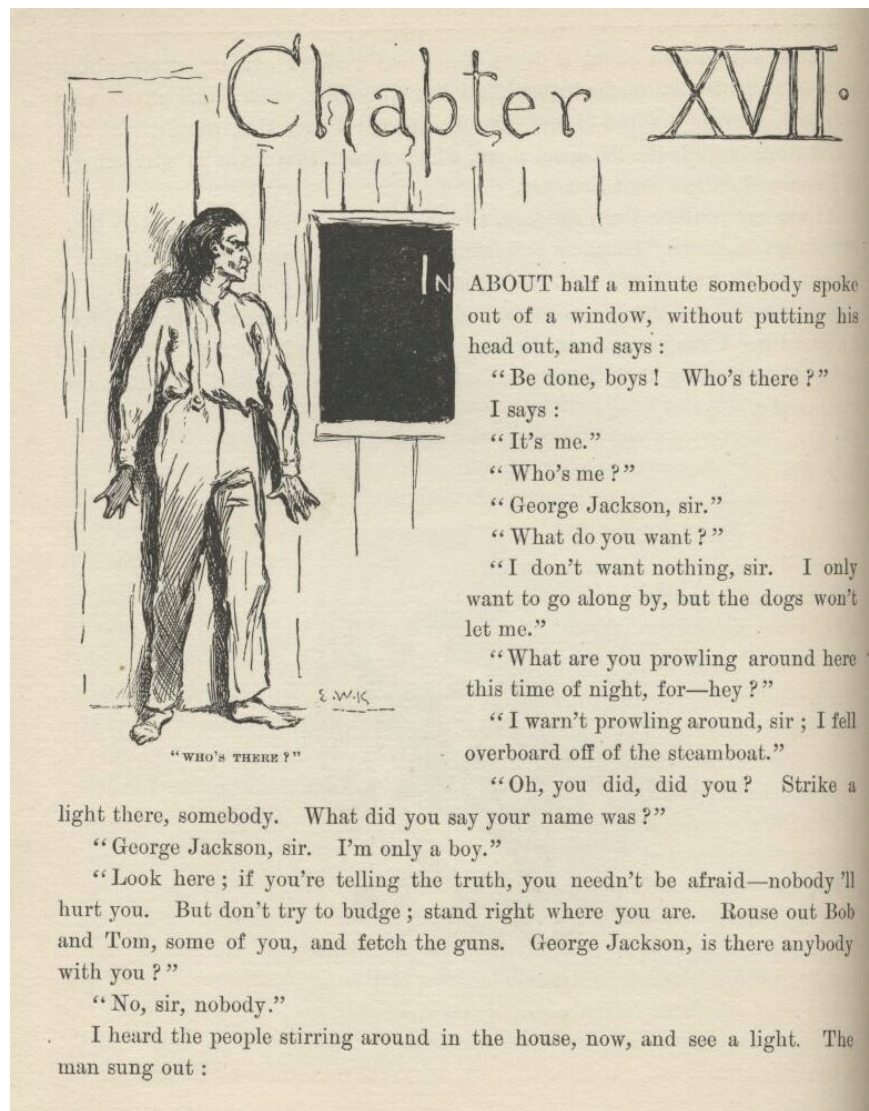 Chapter XVII.
IN ABOUT half a minute somebody spoke
out of a window, without putting his
head out, and says :
“Be done, boys ! Who’s there ?”
I says :
“It’s me.”
“Who’s me ?”
“George Jackson, sir.”
“What do you want ?”
“I don’t want nothing, sir. I only
want to go along by, but the dogs won’t
let me.”
“What are you prowling around here
this time of night, for—hey ?”
“I warn’t prowling around, sir ; I fell
overboard off of the steamboat.”
“Oh, you did, did you ? Strike a
E.W.K
“WHO’S THERE ?”
light there, somebody. What did you say your name was ?”
“George Jackson, sir. I’m only a boy.”
“Look here ; if you’re telling the truth, you needn’t be afraid—nobody ’ll
hurt you. But don’t try to budge ; stand right where you are. Rouse out Bob
and Tom, some of you, and fetch the guns. George Jackson, is there anybody
with you ?”
“No, sir, nobody.”
I heard the people stirring around in the house, now, and see a light. The
man sung out :